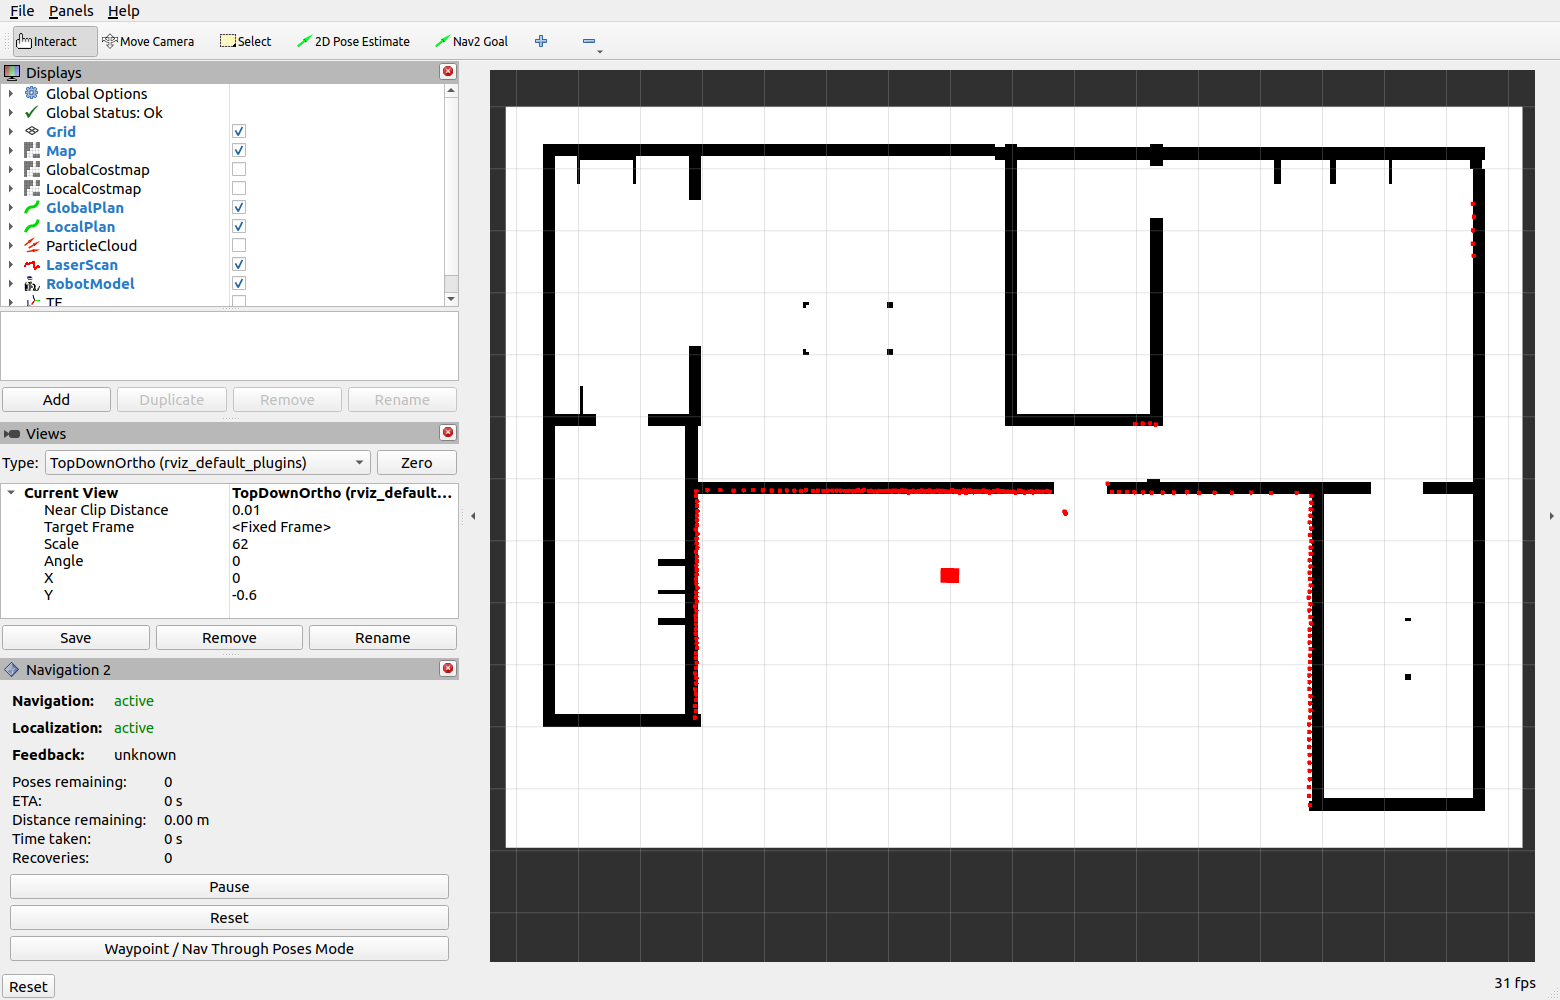 File Panels Help
Interact Move Camera Select 2D Pose Estimate Nav2 Goal
Displays
Global Options
Global Status: Ok
Grid
Map
GlobalCostmap
LocalCostmap
GlobalPlan
LocalPlan
ParticleCloud
LaserScan
RobotModel
TF
Add Duplicate Remove Rename
Views
Type: TopDownOrtho (rviz_default_plugins) Zero
Current View TopDownOrtho (rviz_default...
Near Clip Distance 0.01
Target Frame <Fixed Frame>
Scale 62
Angle 0
X 0
Y -0.6
Save Remove Rename
Navigation 2
Navigation: active
Localization: active
Feedback: unknown
Poses remaining: 0
ETA: 0 s
Distance remaining: 0.00 m
Time taken: 0 s
Recoveries: 0
Pause
Reset
Waypoint / Nav Through Poses Mode
Reset 31 fps